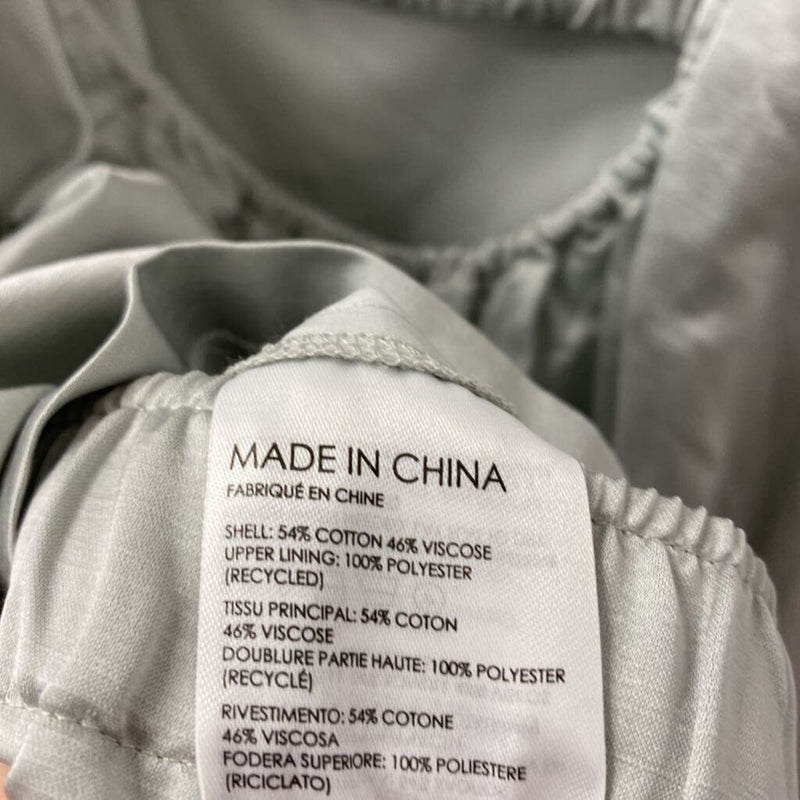 MADE IN CHINA
FABRIQUÉ EN CHINE
SHELL: 54% COTTON 46% VISCOSE
UPPER LINING: 100% POLYESTER
(RECYCLED)
TISSU PRINCIPAL: 54% COTON
46% VISCOSE
DOUBLURE PARTIE HAUTE: 100% POLYESTER
(RECYCLÉ)
RIVESTIMENTO: 54% COTONE
46% VISCOSA
FODERA SUPERIORE: 100% POLIESTERE
(RICICLATO)